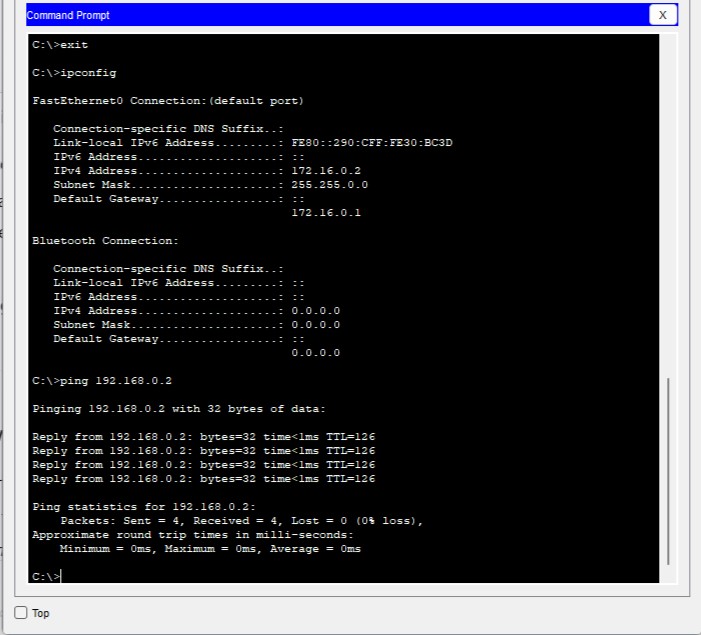 Command Prompt
X
C:\>exit
C:\>ipconfig
FastEthernet0 Connection:(default port)
Connection-specific DNS Suffix..:
Link-local IPv6 Address.........: FE80::290:CFF:FE30:BC3D
IPv6 Address....................: ::
IPv4 Address....................: 172.16.0.2
Subnet Mask.....................: 255.255.0.0
Default Gateway.................: ::
172.16.0.1
Bluetooth Connection:
Connection-specific DNS Suffix..:
Link-local IPv6 Address.........: ::
IPv6 Address....................: ::
IPv4 Address....................: 0.0.0.0
Subnet Mask.....................: 0.0.0.0
Default Gateway.................: ::
0.0.0.0
C:\>ping 192.168.0.2
Pinging 192.168.0.2 with 32 bytes of data:
Reply from 192.168.0.2: bytes=32 time<1ms TTL=126
Reply from 192.168.0.2: bytes=32 time<1ms TTL=126
Reply from 192.168.0.2: bytes=32 time<1ms TTL=126
Reply from 192.168.0.2: bytes=32 time<1ms TTL=126
Ping statistics for 192.168.0.2:
Packets: Sent = 4, Received = 4, Lost = 0 (0% loss),
Approximate round trip times in milli-seconds:
Minimum = 0ms, Maximum = 0ms, Average = 0ms
C:\>
Top